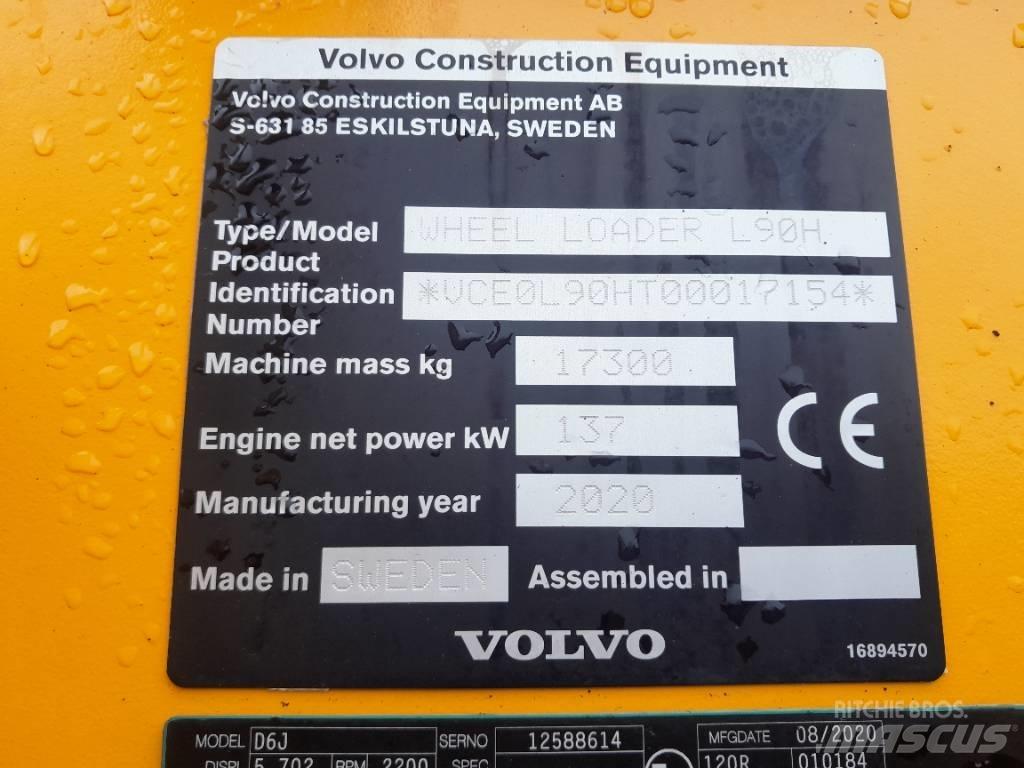 Volvo Construction Equipment
Volvo Construction Equipment AB
S-631 85 ESKILSTUNA, SWEDEN
Type/Model WHEEL LOADER L90H
Product
Identification *VCE0L90HT00017154*
Number
Machine mass kg 17300
Engine net power kW 137
CE
Manufacturing year 2020
Made in SWEDEN Assembled in
VOLVO 16894570
RITCHIE BROS.
MASCUS
MODEL D6J SERNO 12588614 MFGDATE 08/2020
DISPL 5.702 RPM 2200 SPEC 120R 010184